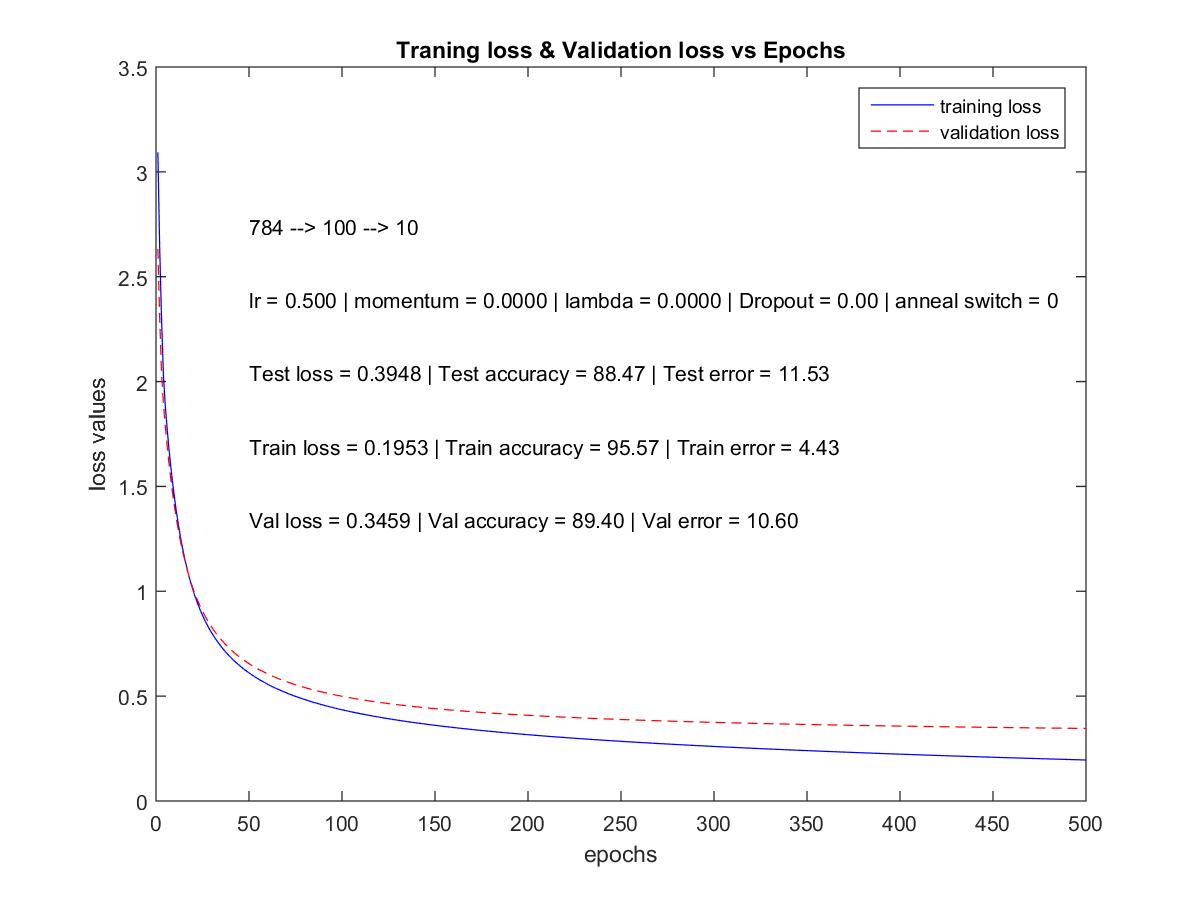 Traning loss & Validation loss vs Epochs
3.5
3
2.5
2
1.5
1
0.5
0
loss values
training loss
validation loss
784 --> 100 --> 10
lr = 0.500 | momentum = 0.0000 | lambda = 0.0000 | Dropout = 0.00 | anneal switch = 0
Test loss = 0.3948 | Test accuracy = 88.47 | Test error = 11.53
Train loss = 0.1953 | Train accuracy = 95.57 | Train error = 4.43
Val loss = 0.3459 | Val accuracy = 89.40 | Val error = 10.60
0 50 100 150 200 250 300 350 400 450 500
epochs